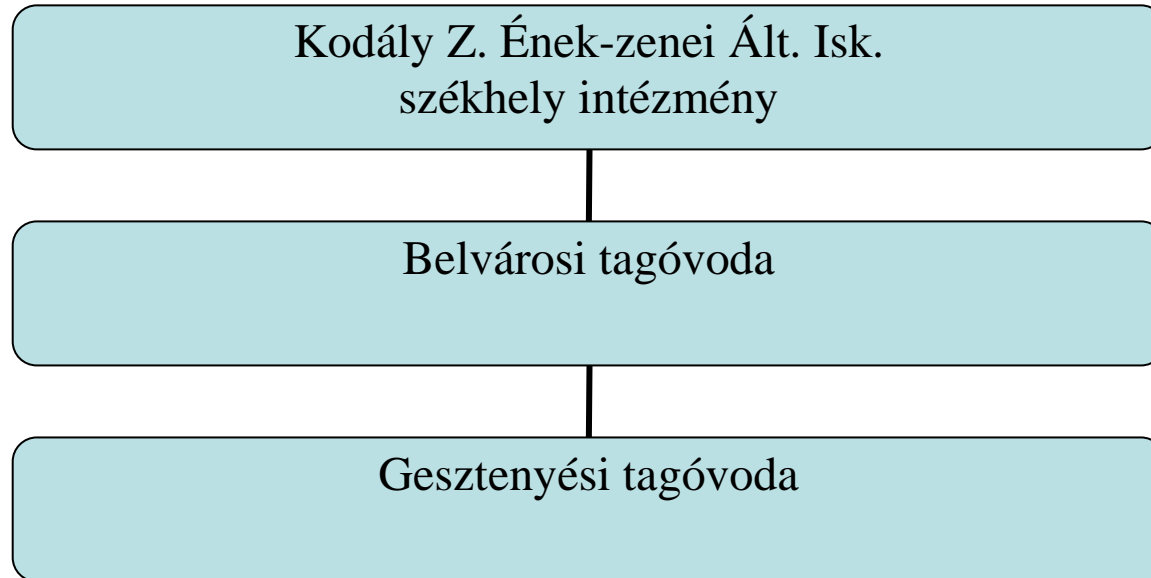 Kodály Z. Ének-zenei Ált. Isk.
székhely intézmény
Belvárosi tagóvoda
Gesztenyési tagóvoda